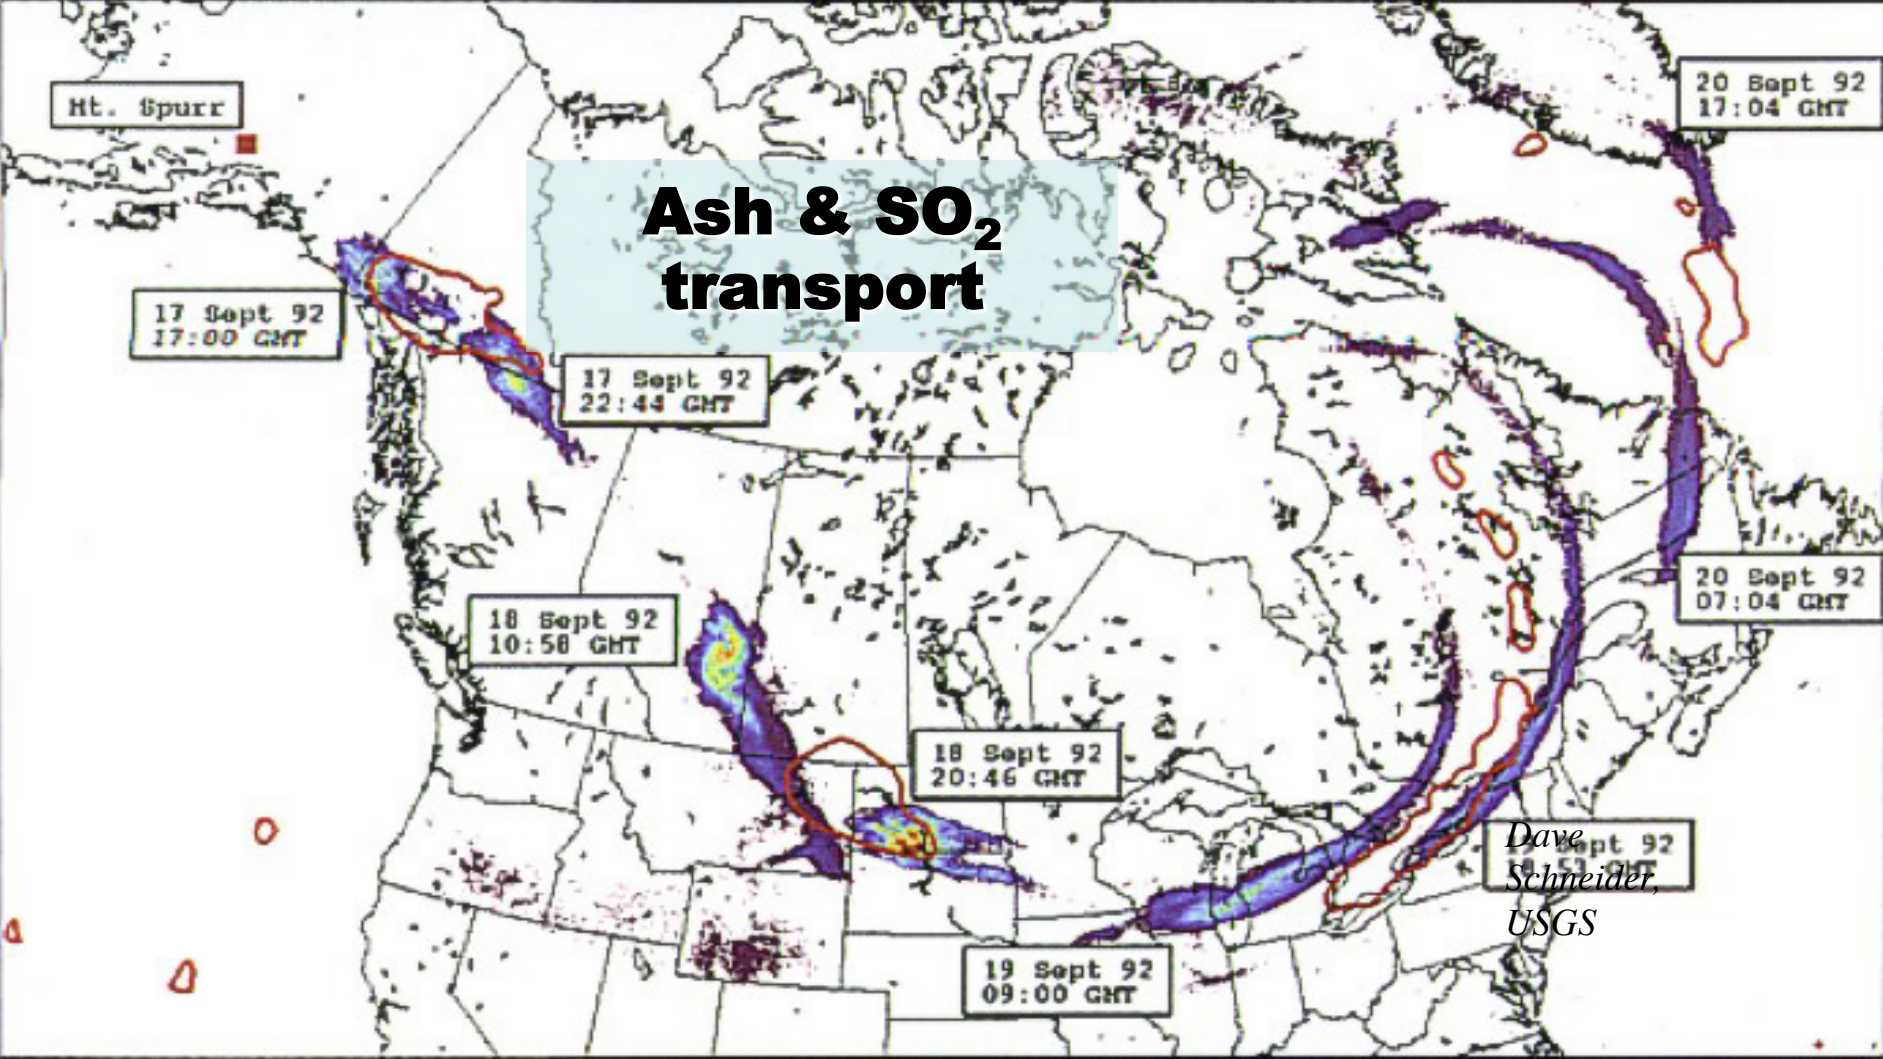 20 Sept 92
17:04 GMT
Mt. Spurr
Ash & SO₂
transport
17 Sept 92
17:00 GMT
17 Sept 92
22:44 GMT
20 Sept 92
07:04 GMT
18 Sept 92
10:58 GMT
18 Sept 92
20:46 GMT
Sept 92
Dave
Schneider,
USGS
19 Sept 92
09:00 GMT